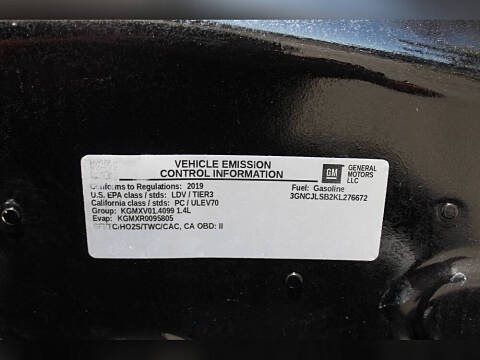 VEHICLE EMISSION
CONTROL INFORMATION
GM
GENERAL
MOTORS
LLC
Conforms to Regulations: 2019
U.S. EPA class / stds: LDV / TIER3
California class / stds: PC / ULEV70
Group: KGMXV01.4099 1.4L
Evap: KGMXR0095805
HO2S/TWC/CAC, CA OBD: II
Fuel: Gasoline
3GNCJLSB2KL276672